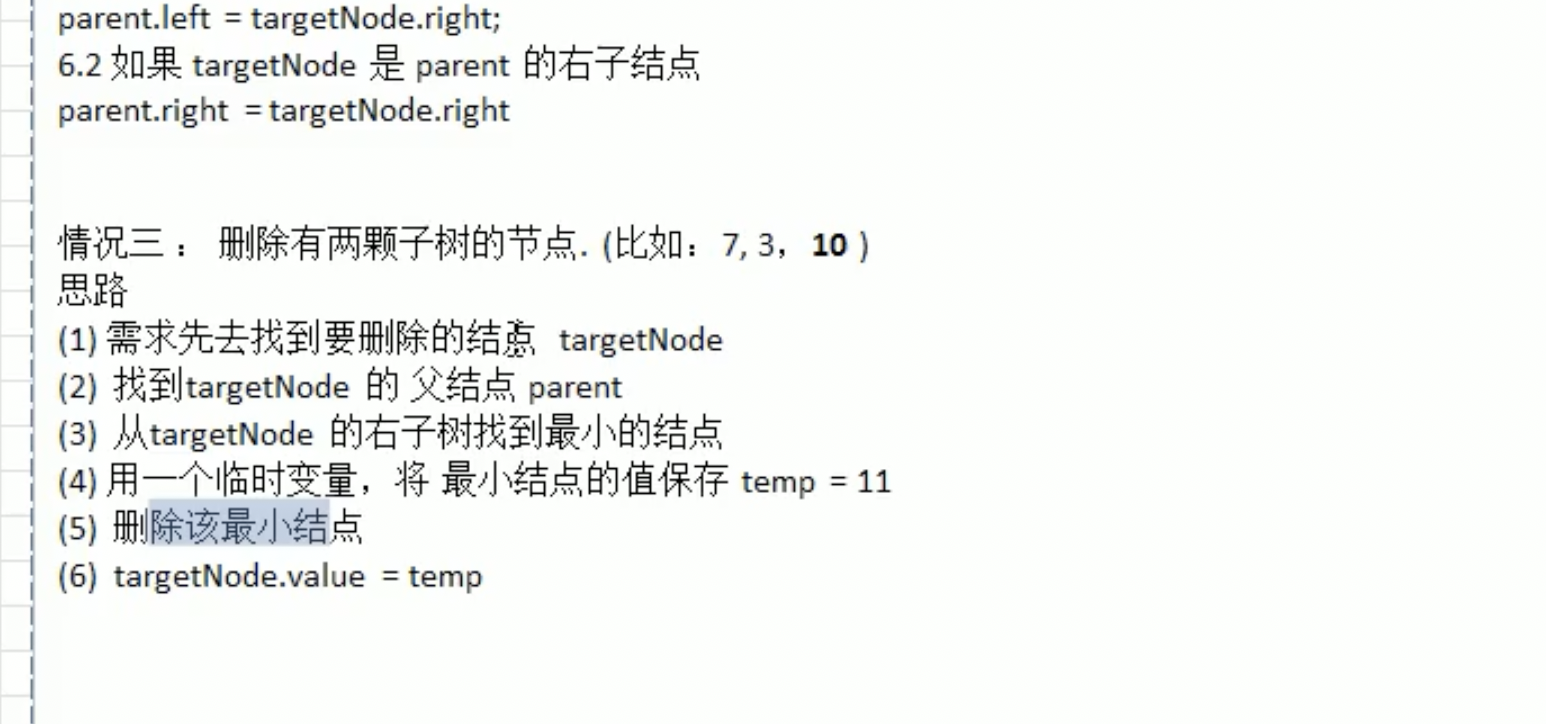 parent.left = targetNode.right;
6.2 如果 targetNode 是 parent 的右子结点
parent.right = targetNode.right
情况三 ： 删除有两颗子树的节点. (比如：7, 3，10 )
思路
(1) 需求先去找到要删除的结点 targetNode
(2) 找到targetNode 的 父结点 parent
(3) 从targetNode 的右子树找到最小的结点
(4) 用一个临时变量，将 最小结点的值保存 temp = 11
(5) 删除该最小结点
(6) targetNode.value = temp